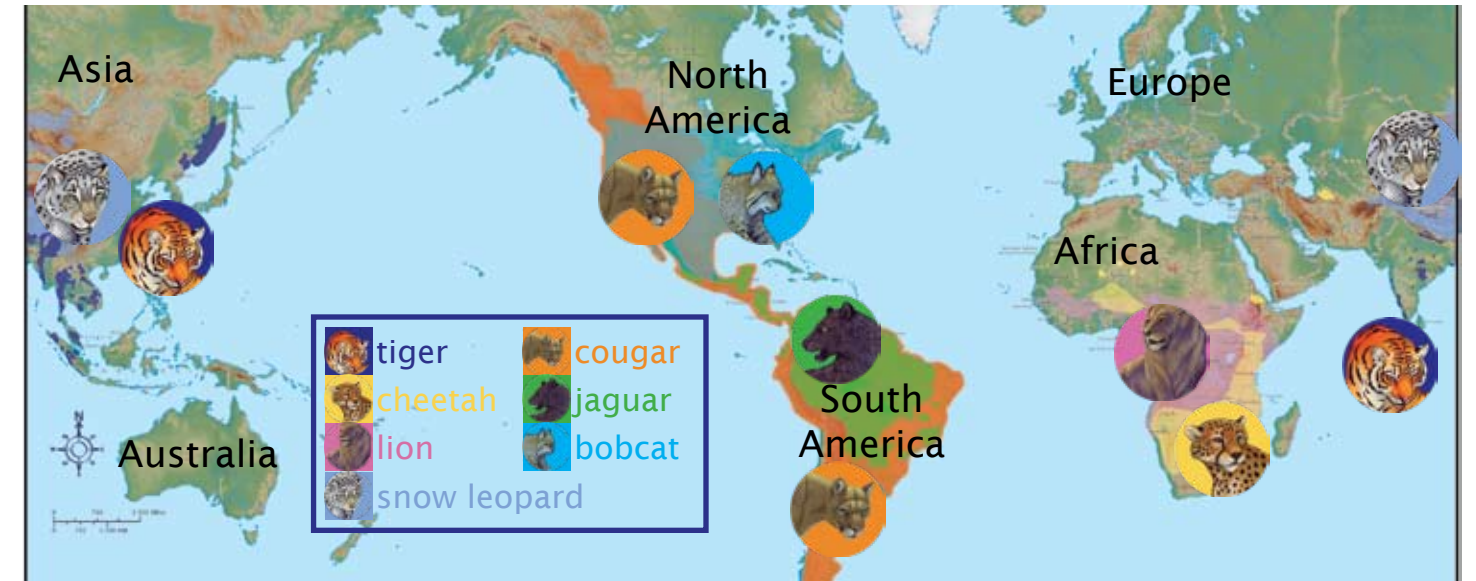 Asia
North
America
Europe
Africa
South
America
Australia
tiger
cheetah
lion
snow leopard
cougar
jaguar
bobcat
N